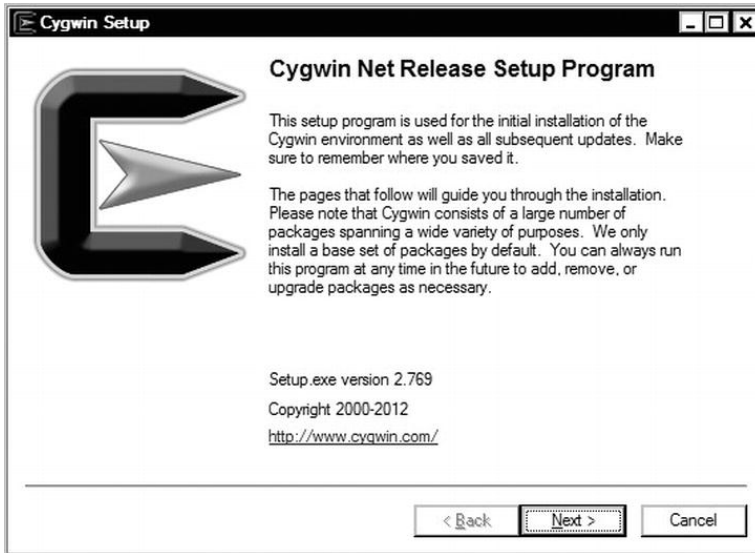 Cygwin Setup
Cygwin Net Release Setup Program
This setup program is used for the initial installation of the
Cygwin environment as well as all subsequent updates.  Make
sure to remember where you saved it.
The pages that follow will guide you through the installation.
Please note that Cygwin consists of a large number of
packages spanning a wide variety of purposes.  We only
install a base set of packages by default.  You can always run
this program at any time in the future to add, remove, or
upgrade packages as necessary.
Setup.exe version 2.769
Copyright 2000-2012
http://www.cygwin.com/
< Back Next > Cancel